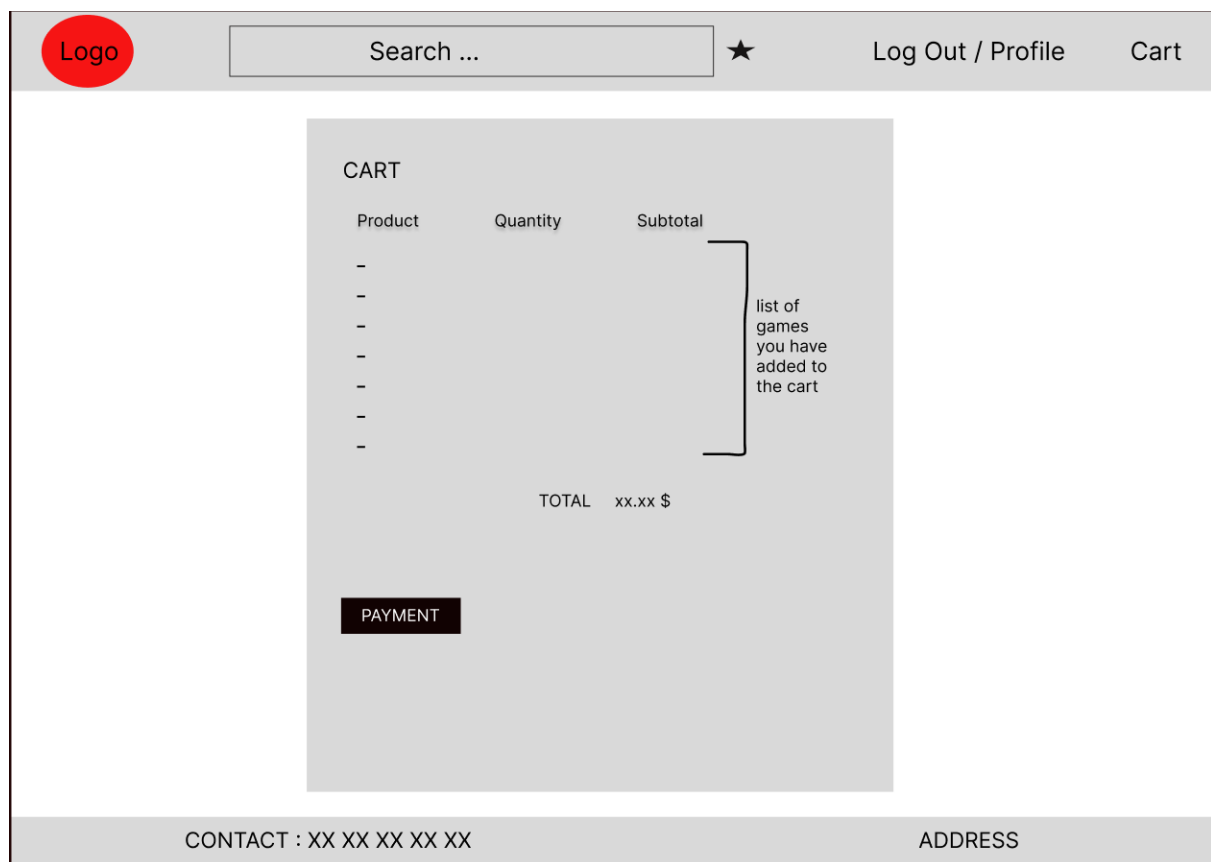 Logo
Search ...
★
Log Out / Profile
Cart
CART
Product Quantity Subtotal
-
-
-
-
-
-
-
list of
games
you have
added to
the cart
TOTAL xx.xx $
PAYMENT
CONTACT : XX XX XX XX XX
ADDRESS